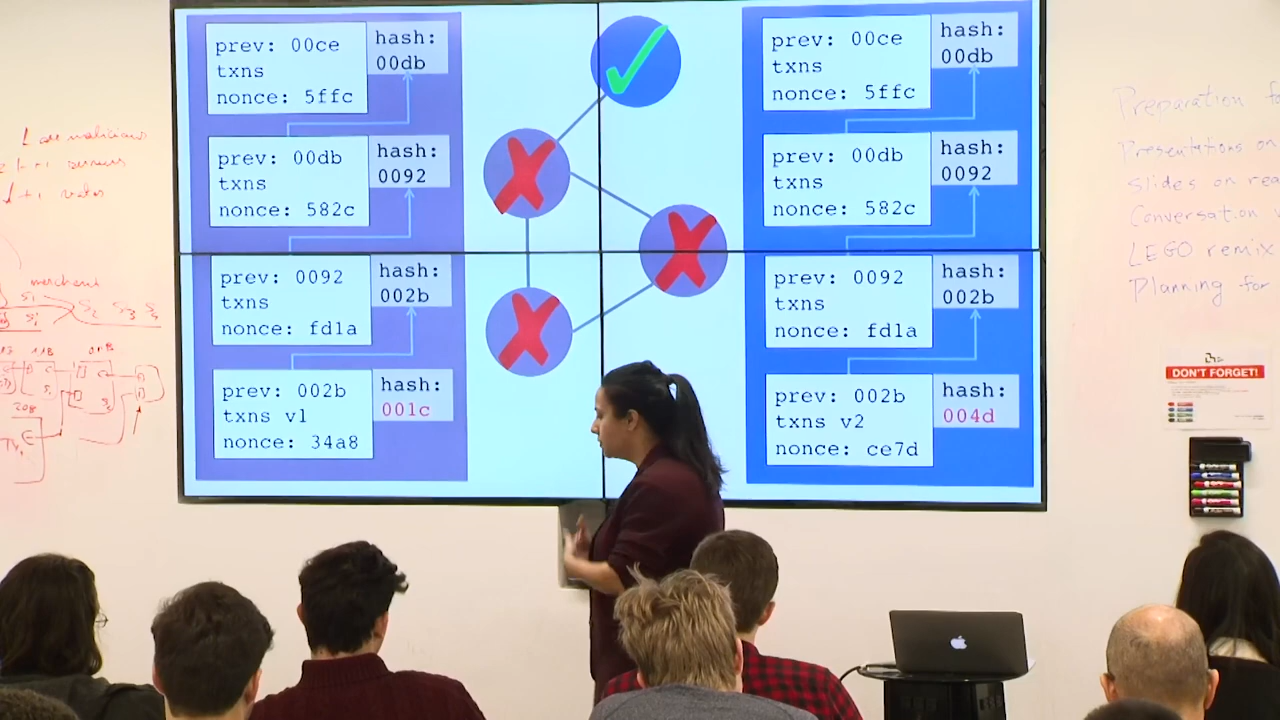 prev: 00ce
txns
nonce: 5ffc
hash:
00db
prev: 00db
txns
nonce: 582c
hash:
0092
prev: 0092
txns
nonce: fd1a
hash:
002b
prev: 002b
txns v1
nonce: 34a8
hash:
001c
prev: 00ce
txns
nonce: 5ffc
hash:
00db
prev: 00db
txns
nonce: 582c
hash:
0092
prev: 0092
txns
nonce: fd1a
hash:
002b
prev: 002b
txns v2
nonce: ce7d
hash:
004d
are malicious
merchant
Preparation
Presentations on
slides on
Conversation
LEGO remix
Planning for
DON'T FORGET!